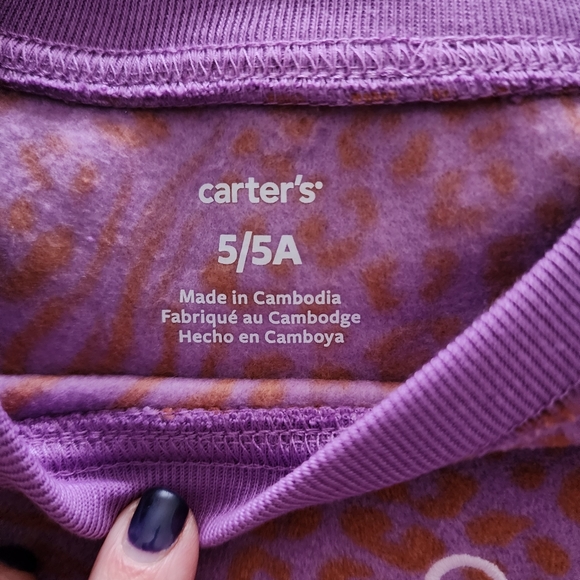 carter's
5/5A
Made in Cambodia
Fabriqué au Cambodge
Hecho en Camboya